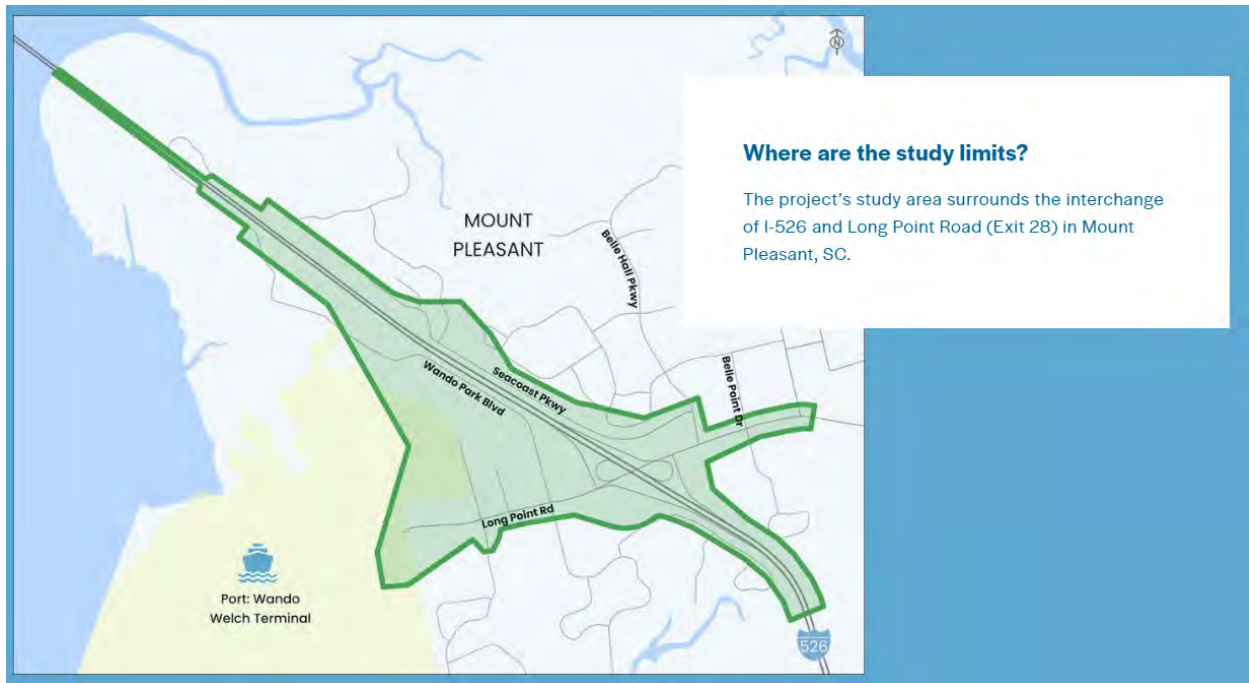 N
MOUNT
PLEASANT
Belle Hall Pkwy
Belle Point Dr
Seacoast Pkwy
Wando Park Blvd
Long Point Rd
Port: Wando
Welch Terminal
526
Where are the study limits?
The project’s study area surrounds the interchange
of I-526 and Long Point Road (Exit 28) in Mount
Pleasant, SC.